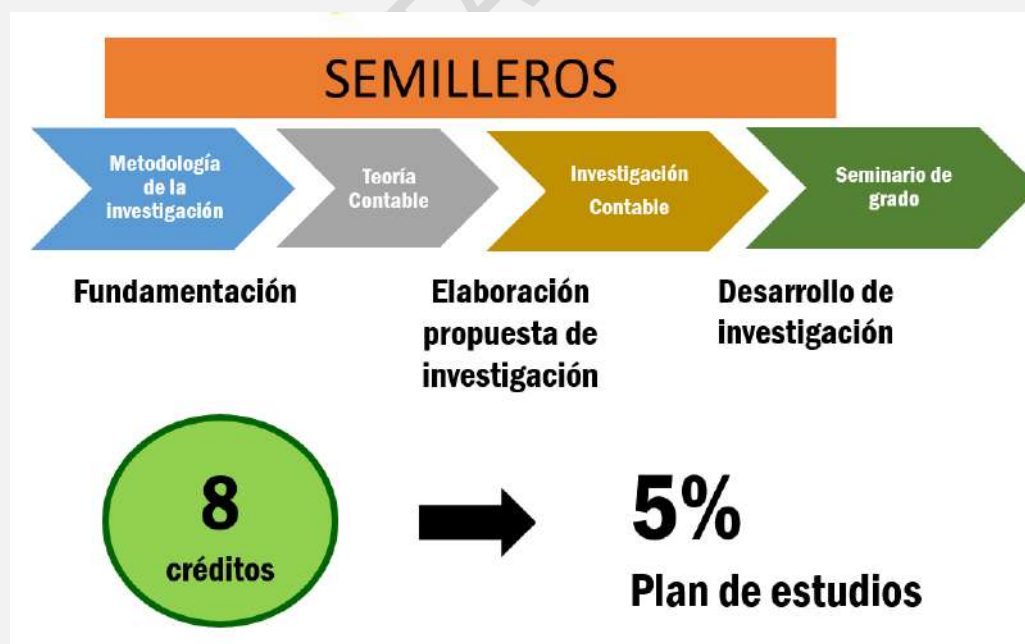 SEMILLEROS
Metodología
de la
investigación
Teoría
Contable
Investigación
Contable
Seminario de
grado
Fundamentación
Elaboración
propuesta de
investigación
Desarrollo de
investigación
8
créditos
5%
Plan de estudios